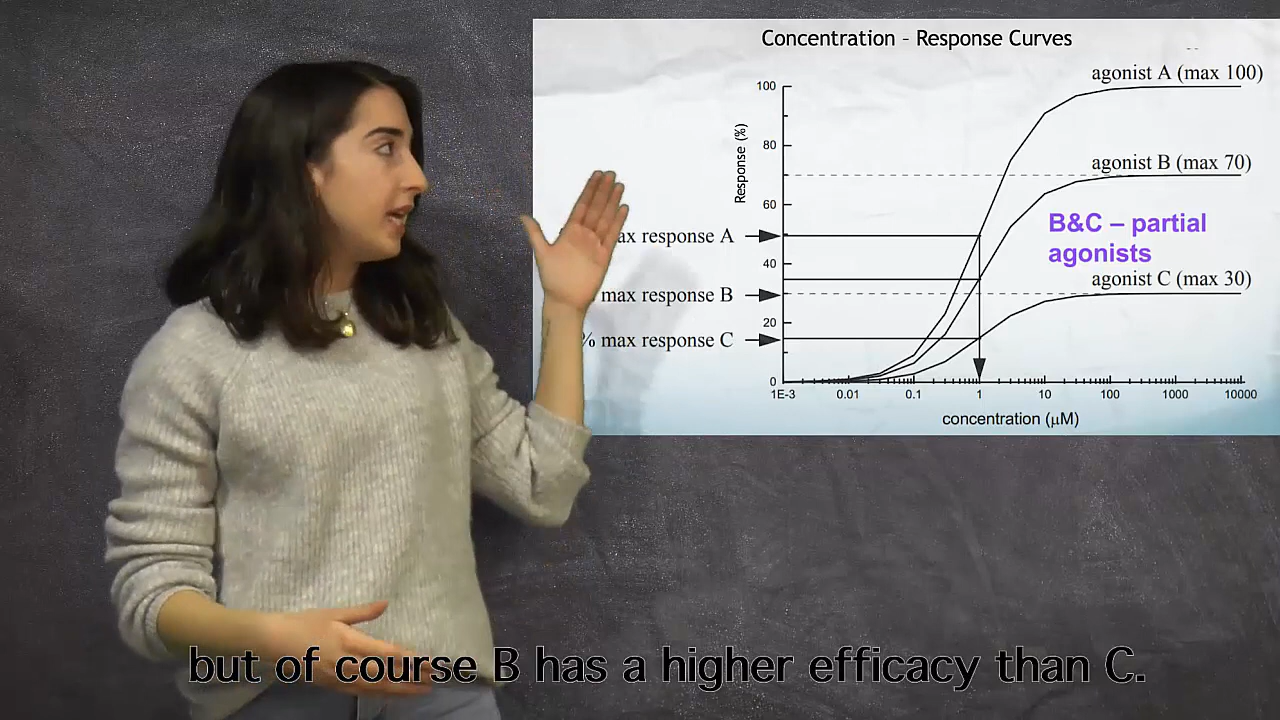 Concentration – Response Curves
agonist A (max 100)
100
80
Response (%)
agonist B (max 70)
60
B&C – partial
agonists
max response A
40
agonist C (max 30)
max response B
20
% max response C
0
1E-3 0.01 0.1 1 10 100 1000 10000
concentration (µM)
but of course B has a higher efficacy than C.